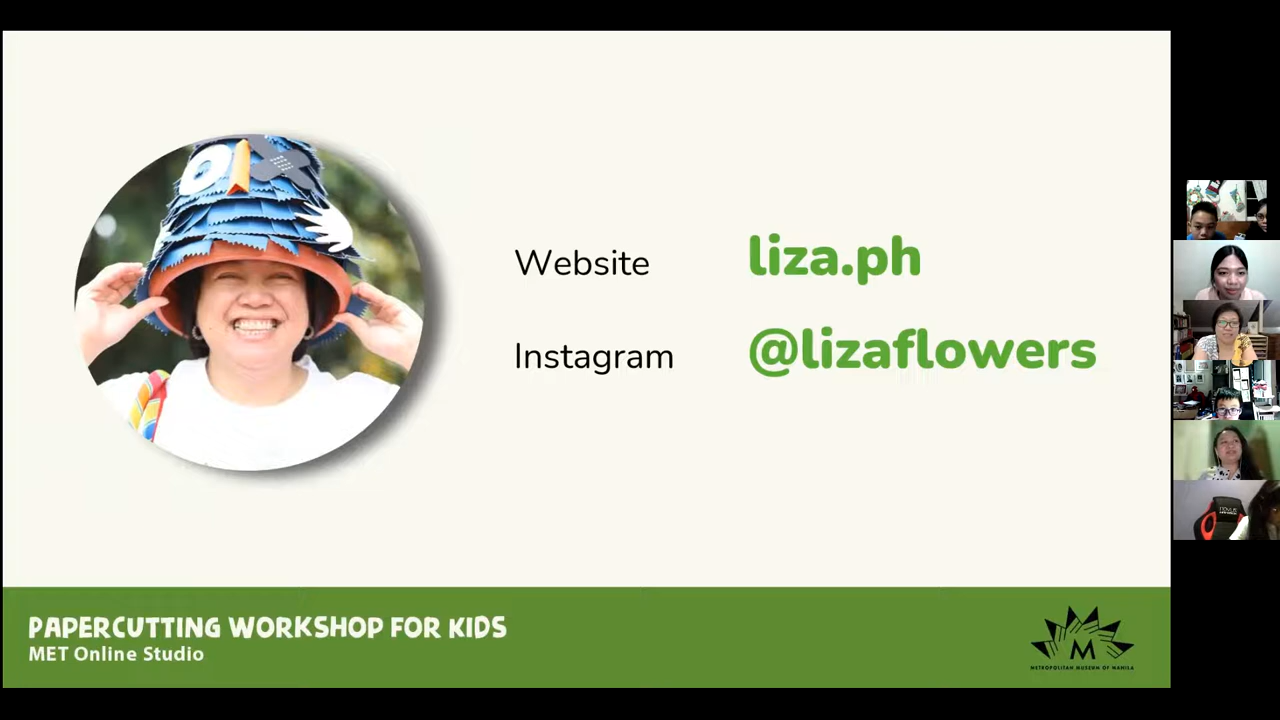 Website
liza.ph
Instagram
@lizaflowers
PAPERCUTTING WORKSHOP FOR KIDS
MET Online Studio
M
METROPOLITAN MUSEUM OF MANILA